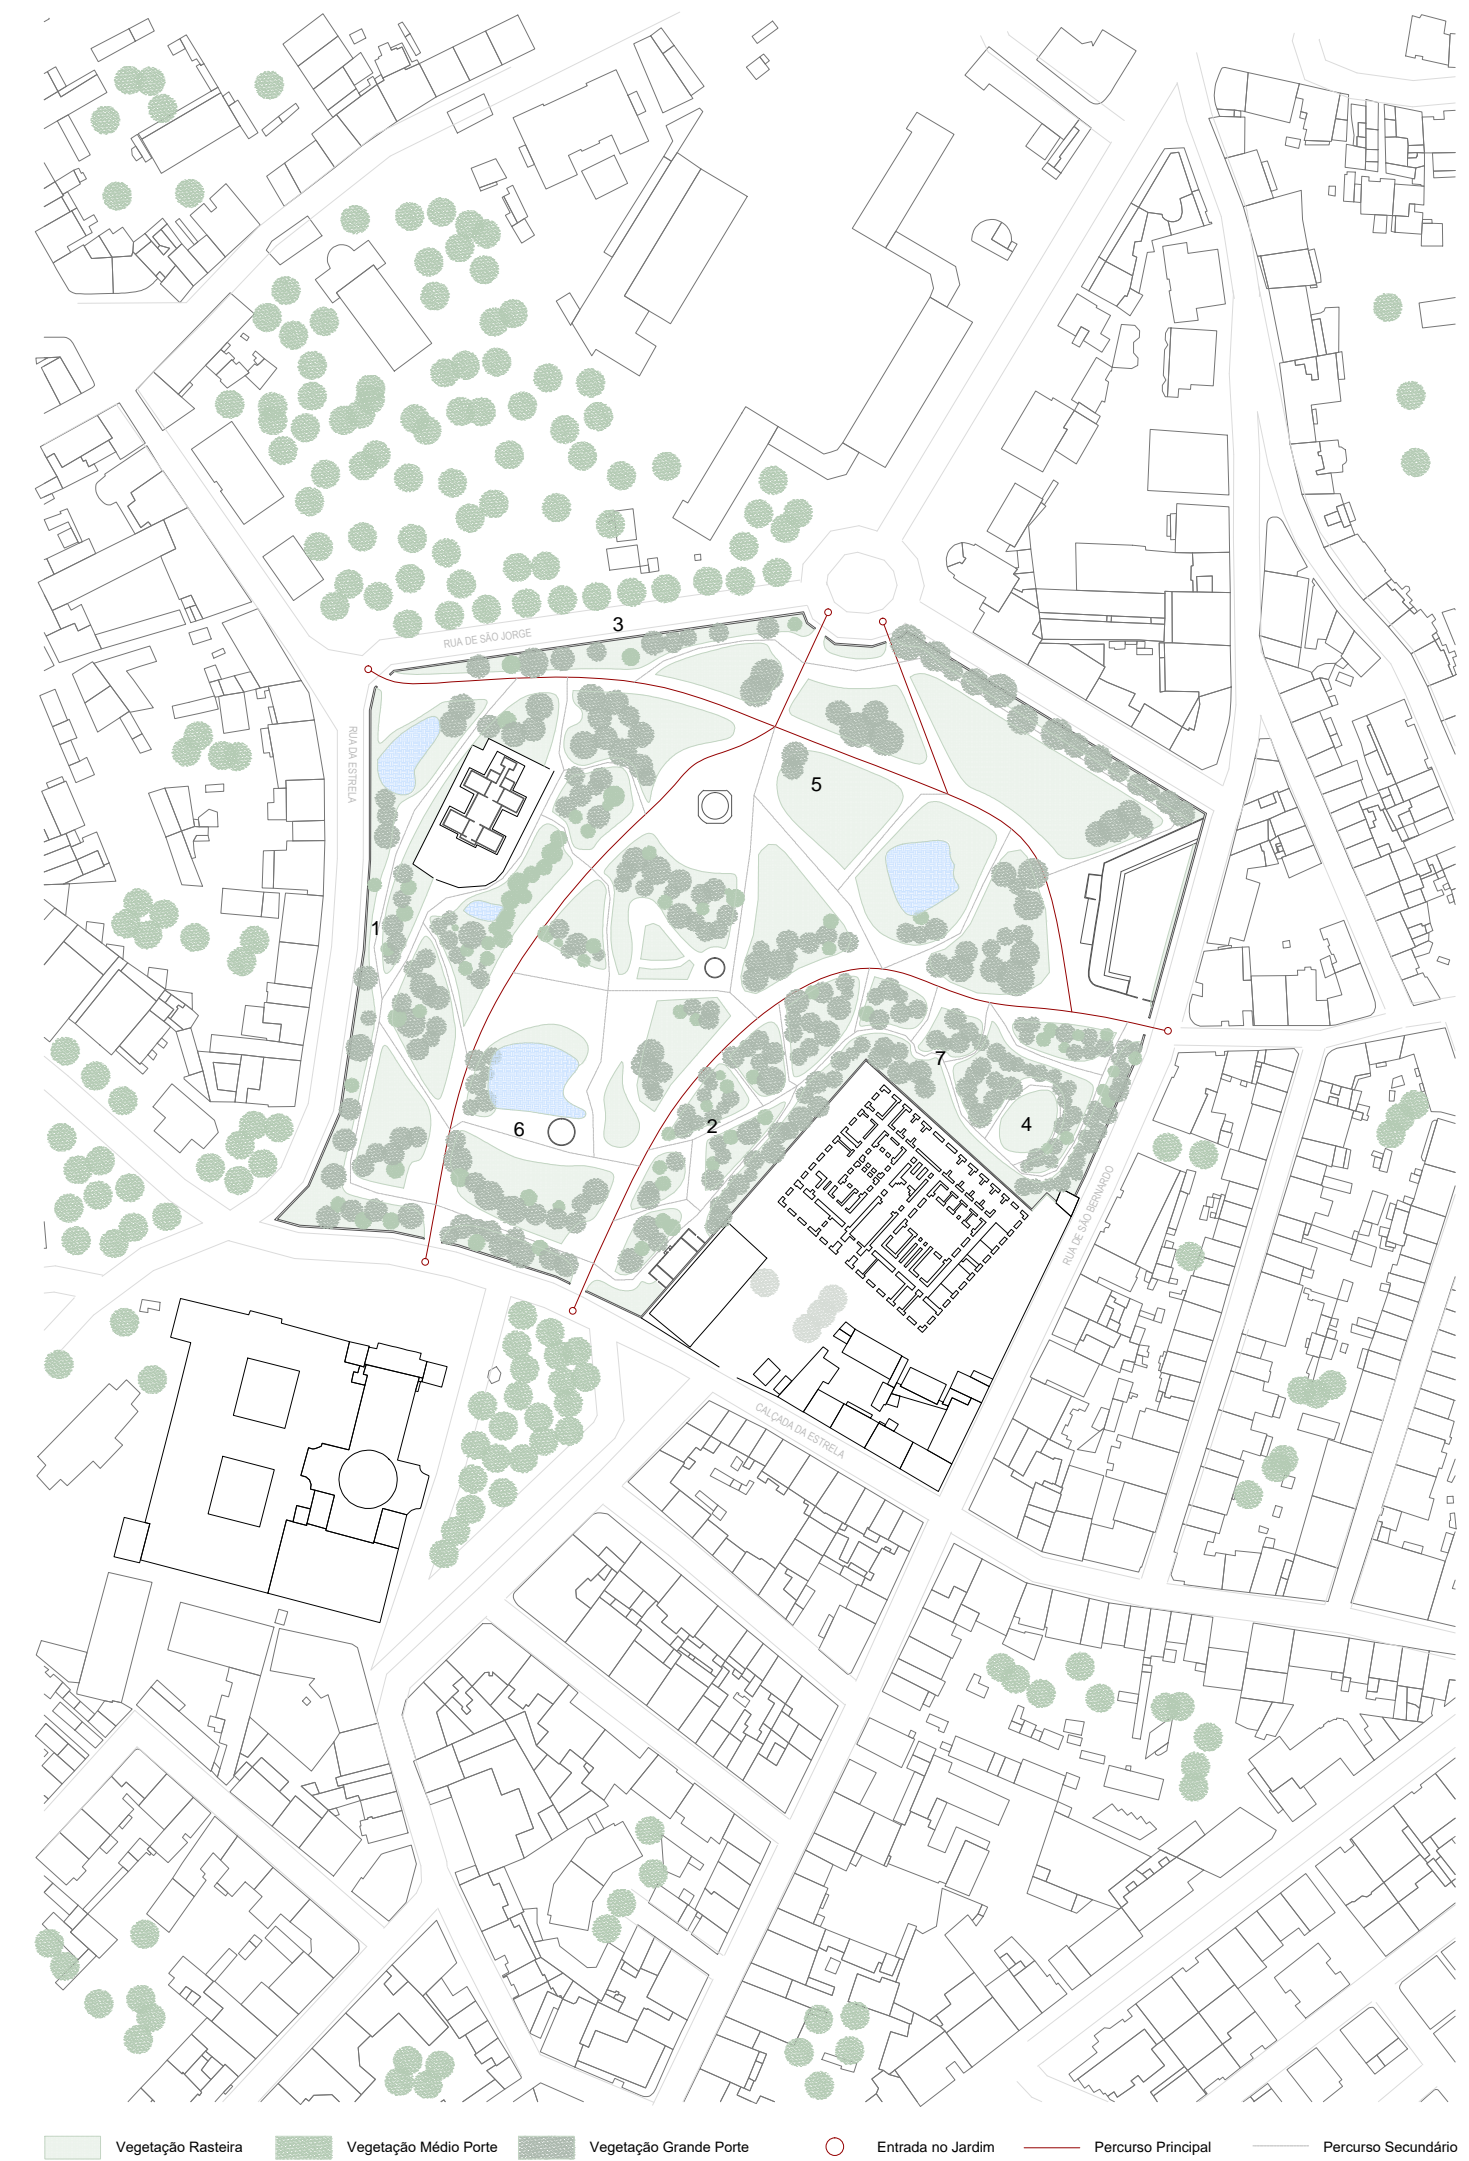 3
RUA DE SÃO JORGE
RUA DA ESTRELA
5
1
7
2
4
6
RUA DE SÃO BERNARDO
CALÇADA DA ESTRELA
Vegetação Rasteira
Vegetação Médio Porte
Vegetação Grande Porte
Entrada no Jardim
Percurso Principal
Percurso Secundário